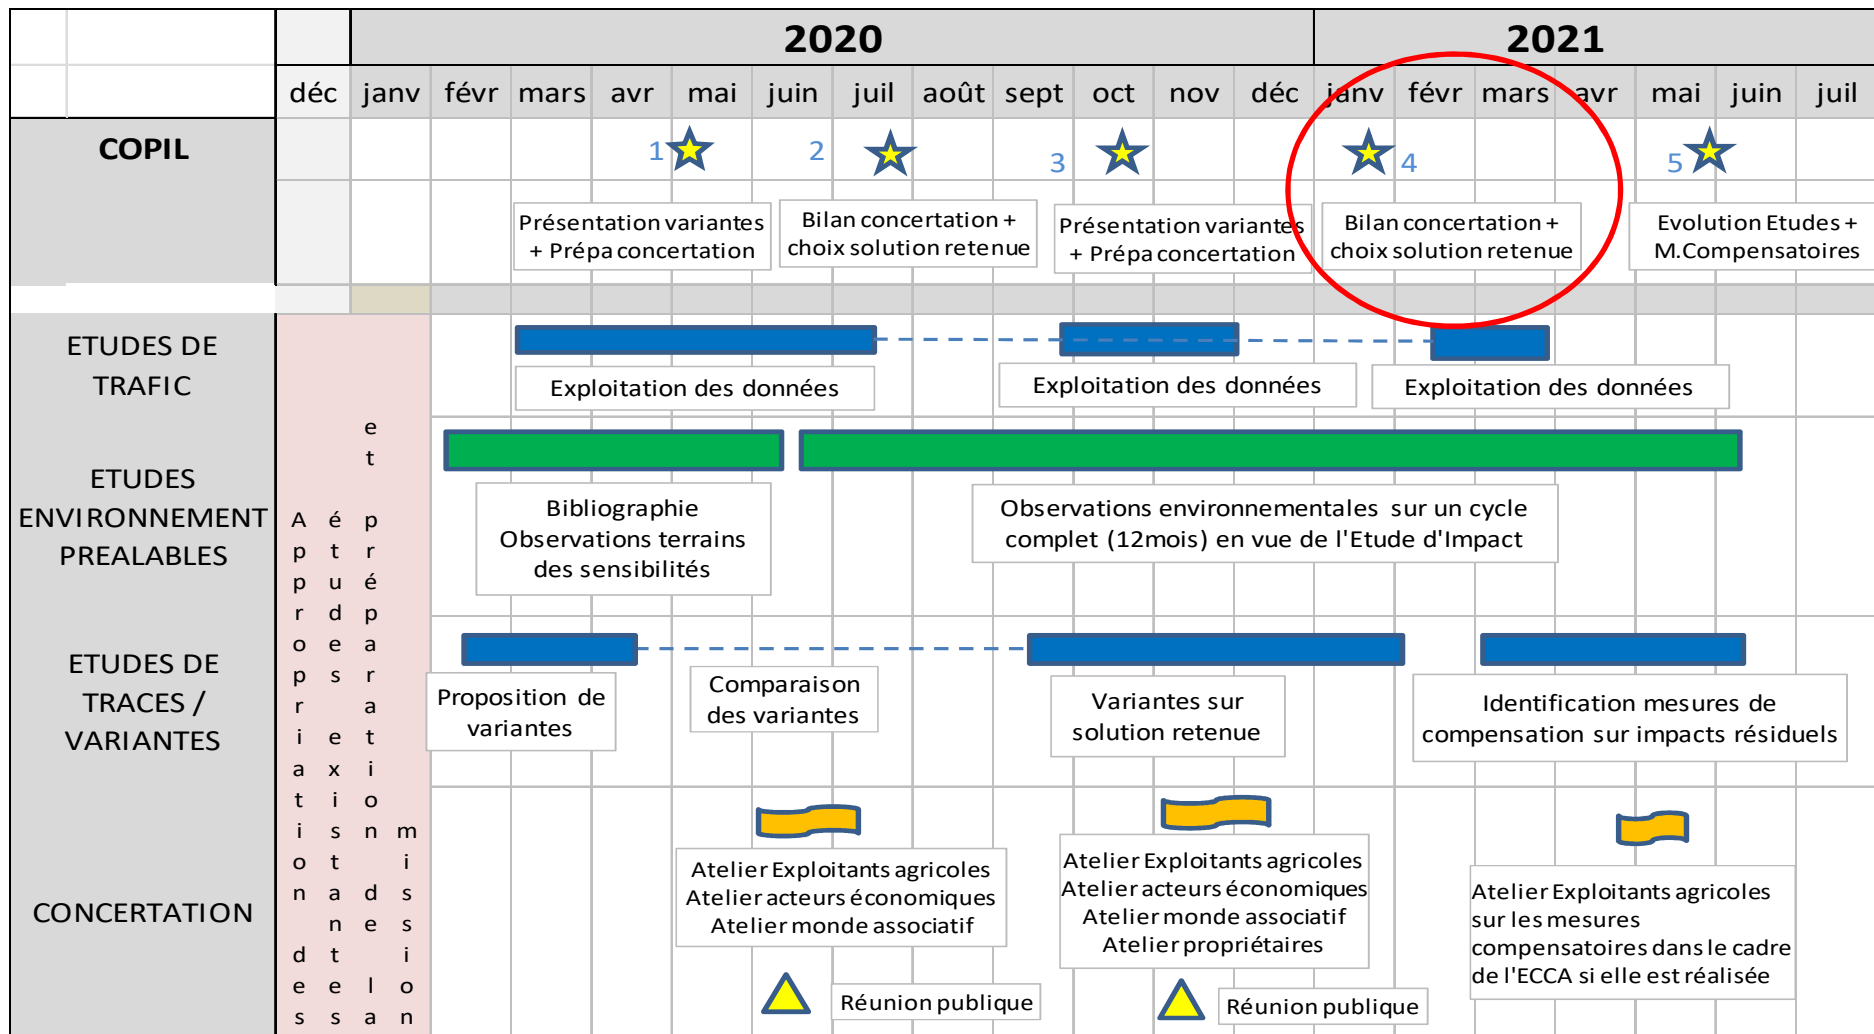 2020
2021
déc janv févr mars avr mai juin juil août sept oct nov déc janv févr mars avr mai juin juil
COPIL
1
2
3
4
5
Présentation variantes
+ Prépa concertation
Bilan concertation +
choix solution retenue
Présentation variantes
+ Prépa concertation
Bilan concertation +
choix solution retenue
Evolution Etudes +
M.Compensatoires
ETUDES DE
TRAFIC
Exploitation des données
Exploitation des données
Exploitation des données
Appropriation des
études existantes
et préparation de la
mission
ETUDES
ENVIRONNEMENT
PREALABLES
Bibliographie
Observations terrains
des sensibilités
Observations environnementales sur un cycle
complet (12mois) en vue de l'Etude d'Impact
ETUDES DE
TRACES /
VARIANTES
Proposition de
variantes
Comparaison
des variantes
Variantes sur
solution retenue
Identification mesures de
compensation sur impacts résiduels
CONCERTATION
Atelier Exploitants agricoles
Atelier acteurs économiques
Atelier monde associatif
Atelier Exploitants agricoles
Atelier acteurs économiques
Atelier monde associatif
Atelier propriétaires
Atelier Exploitants agricoles
sur les mesures
compensatoires dans le cadre
de l'ECCA si elle est réalisée
Réunion publique
Réunion publique